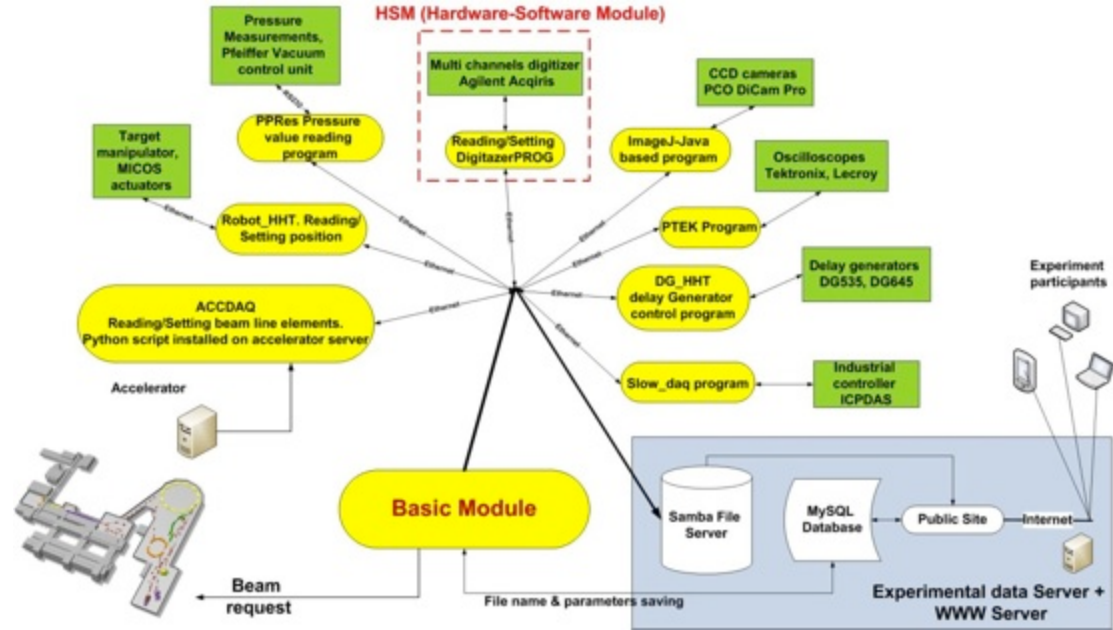 HSM (Hardware-Software Module)
Pressure
Measurements,
Pfeiffer Vacuum
control unit
RS232
PPRes Pressure
value reading
program
Multi channels digitizer
Agilent Acqiris
Reading/Setting
DigitazerPROG
CCD cameras
PCO DiCam Pro
ImageJ-Java
based program
Target
manipulator,
MICOS
actuators
Ethernet
Robot_HHT. Reading/
Setting position
Oscilloscopes
Tektronix, Lecroy
PTEK Program
Ethernet
Ethernet
Ethernet
Ethernet
Ethernet
Ethernet
Ethernet
Ethernet
DG_HHT
delay Generator
control program
Delay generators
DG535, DG645
ACCDAQ
Reading/Setting beam line elements.
Python script installed on accelerator server
Ethernet
Slow_daq program
Industrial
controller
ICPDAS
Experiment
participants
Accelerator
Basic Module
Samba File
Server
MySQL
Database
Public Site
Internet
Beam
request
File name & parameters saving
Experimental data Server +
WWW Server